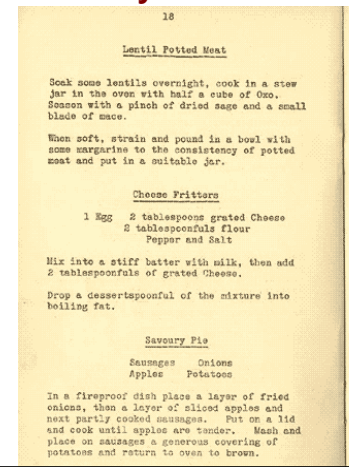 18
Lentil Potted Meat
Soak some lentils overnight, cook in a stew
jar in the oven with half a cube of Oxo.
Season with a pinch of dried sage and a small
blade of mace.
When soft, strain and pound in a bowl with
some margarine to the consistency of potted
meat and put in a suitable jar.
Cheese Fritters
1 Egg 2 tablespoons grated Cheese
2 tablespoonfuls flour
Pepper and Salt
Mix into a stiff batter with milk, then add
2 tablespoonfuls of grated Cheese.
Drop a dessertspoonful of the mixture into
boiling fat.
Savoury Pie
Sausages Onions
Apples Potatoes
In a fireproof dish place a layer of fried
onions, then a layer of sliced apples and
next partly cooked sausages. Put on a lid
and cook until apples are tender. Mash and
place on sausages a generous covering of
potatoes and return to oven to brown.